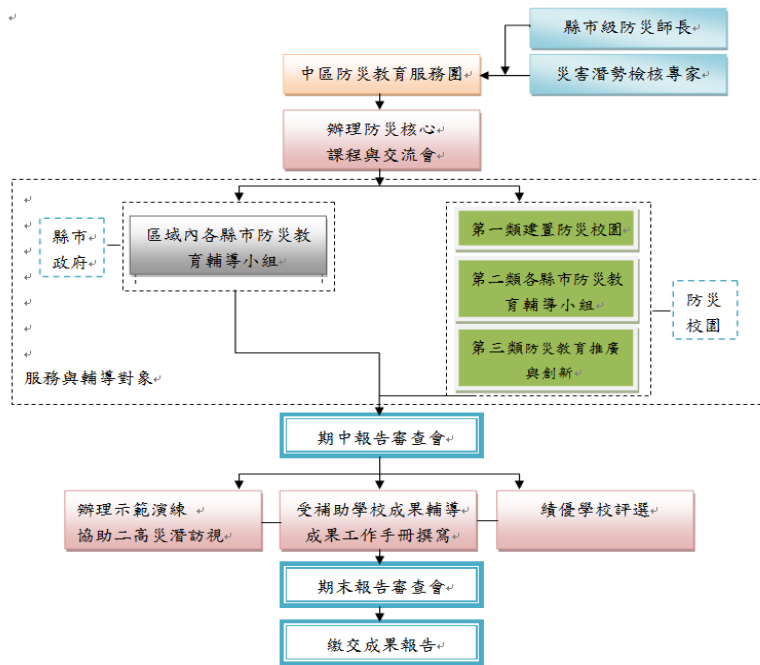 縣市級防災師長
中區防災教育服務團
災害潛勢檢核專家
辦理防災核心
課程與交流會
縣市
政府
區域內各縣市防災教
育輔導小組
第一類建置防災校園
第二類各縣市防災教
育輔導小組
第三類防災教育推廣
與創新
防災
校園
服務與輔導對象
期中報告審查會
辦理示範演練
協助二高災潛訪視
受補助學校成果輔導
成果工作手冊撰寫
績優學校評選
期末報告審查會
繳交成果報告